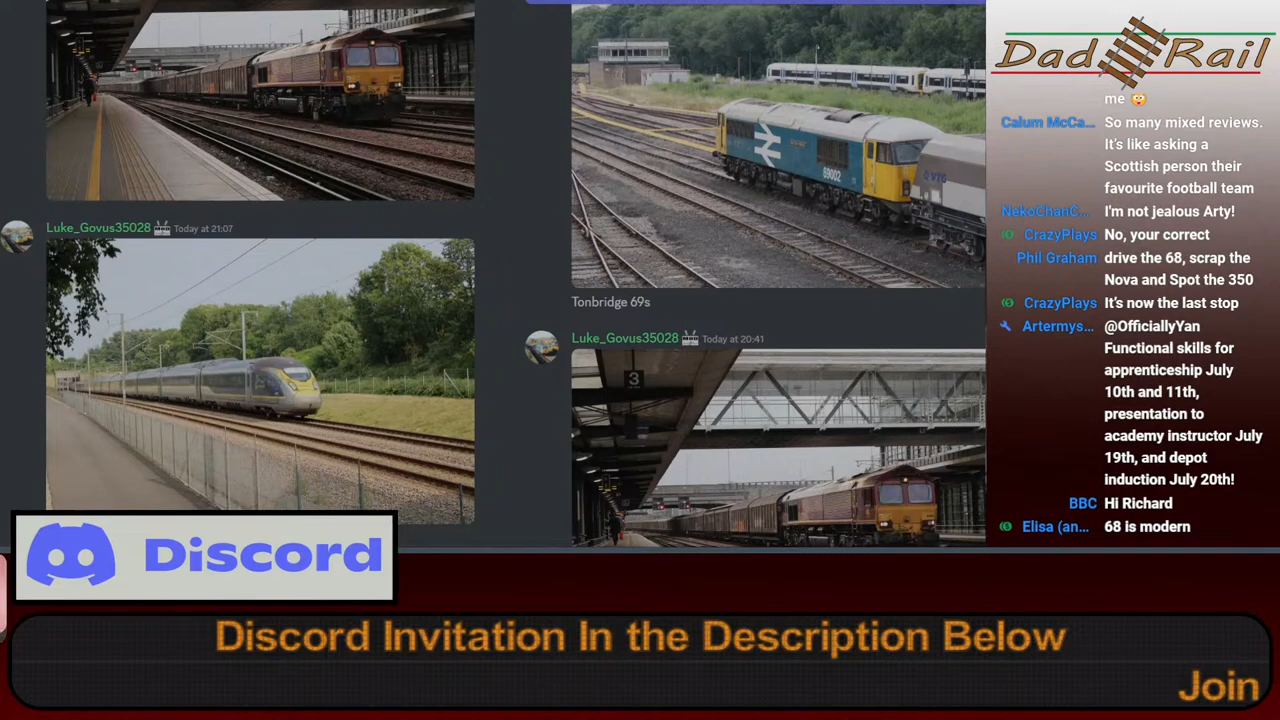 Luke_Govus35028 Today at 21:07
69002
VTG
Tonbridge 69s
Luke_Govus35028 Today at 20:41
3
Discord
Discord Invitation In the Description Below
Join
Dad Rail
me 🤪
Calum McCa... So many mixed reviews.
It's like asking a
Scottish person their
favourite football team
NekoChanC... I'm not jealous Arty!
CrazyPlays No, your correct
Phil Graham drive the 68, scrap the
Nova and Spot the 350
CrazyPlays It's now the last stop
Artermys... @OfficiallyYan
Functional skills for
apprenticeship July
10th and 11th,
presentation to
academy instructor July
19th, and depot
induction July 20th!
BBC Hi Richard
Elisa (an... 68 is modern